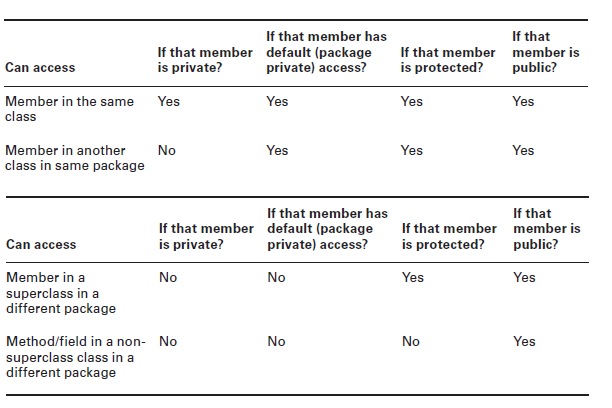 Can access
If that member
is private?
If that member has
default (package
private) access?
If that member
is protected?
If that
member is
public?
Member in the same
class
Yes
Yes
Yes
Yes
Member in another
class in same package
No
Yes
Yes
Yes
Can access
If that member
is private?
If that member has
default (package
private) access?
If that member
is protected?
If that
member is
public?
Member in a
superclass in a
different package
No
No
Yes
Yes
Method/field in a non-
superclass class in a
different package
No
No
No
Yes